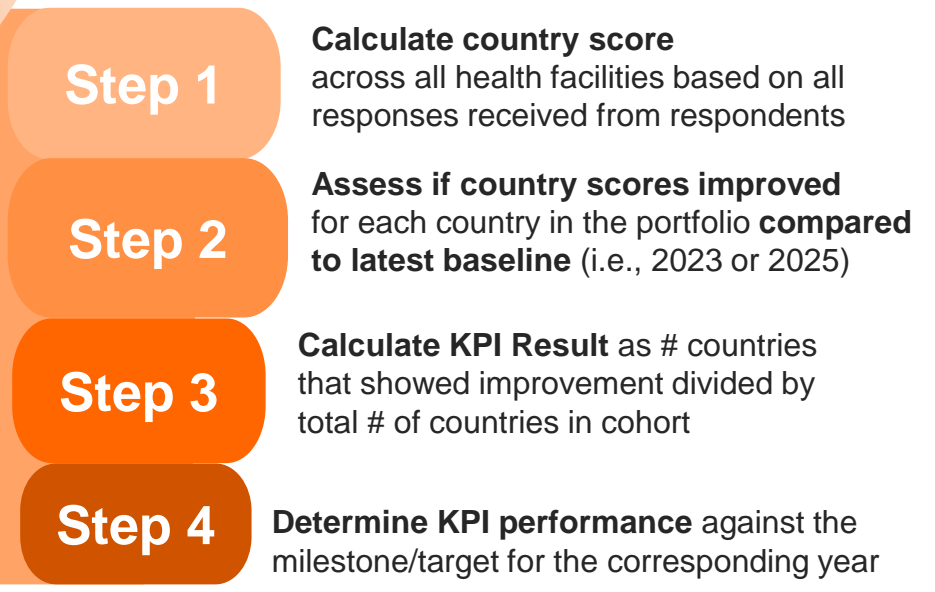 Step 1
Calculate country score
across all health facilities based on all
responses received from respondents
Step 2
Assess if country scores improved
for each country in the portfolio compared
to latest baseline (i.e., 2023 or 2025)
Step 3
Calculate KPI Result as # countries
that showed improvement divided by
total # of countries in cohort
Step 4
Determine KPI performance against the
milestone/target for the corresponding year